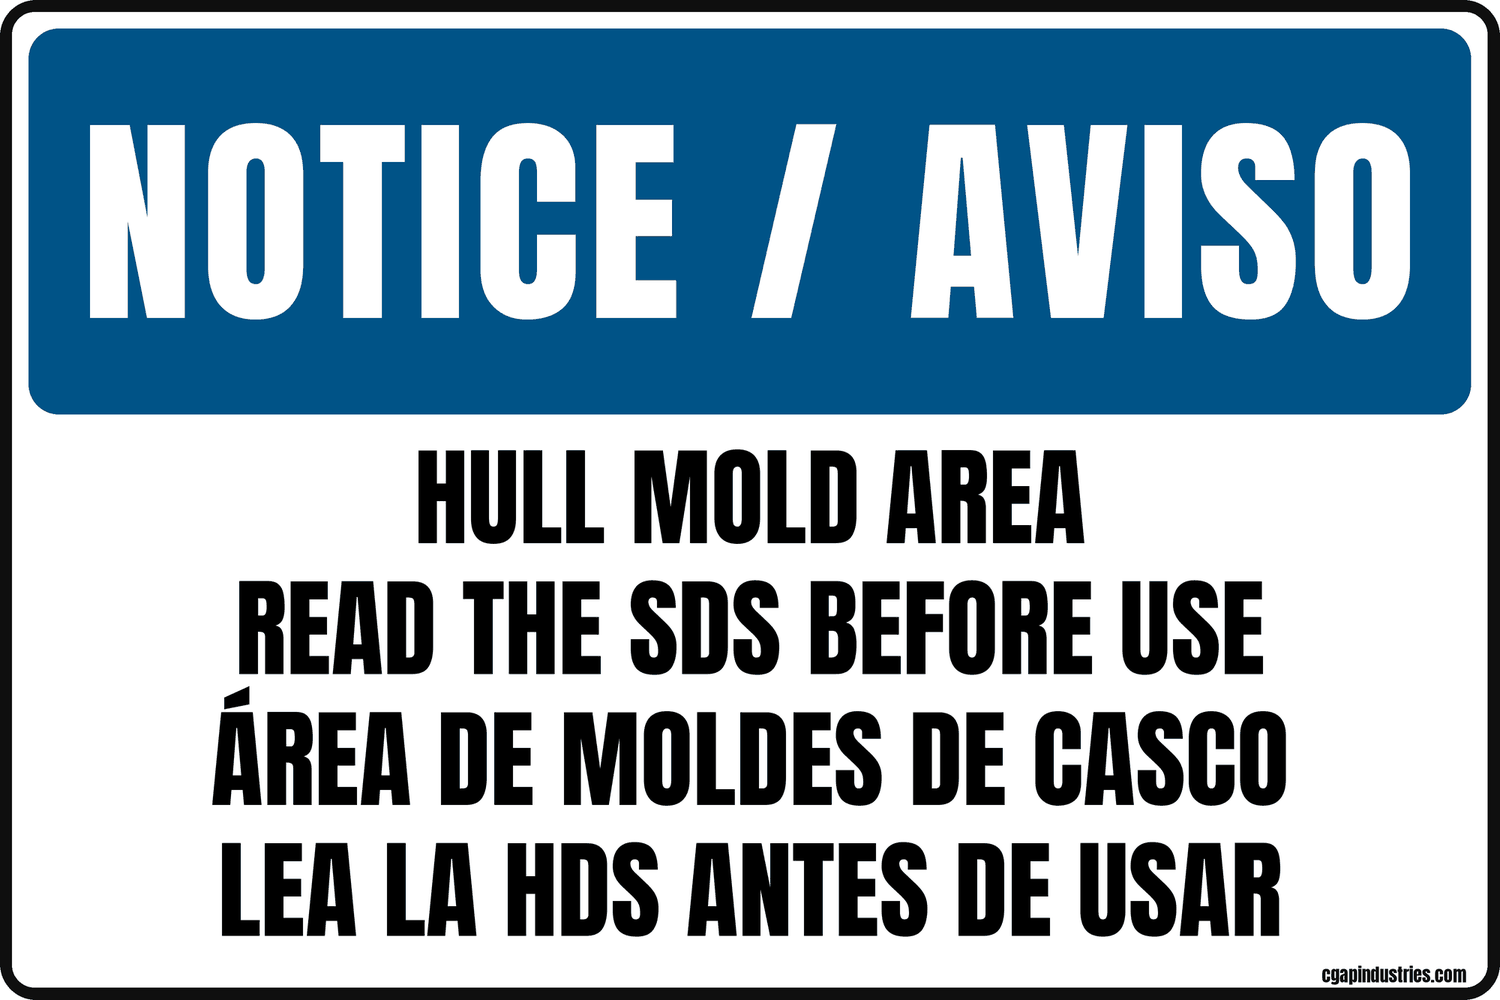 NOTICE / AVISO
HULL MOLD AREA
READ THE SDS BEFORE USE
ÁREA DE MOLDES DE CASCO
LEA LA HDS ANTES DE USAR
cgapindustries.com